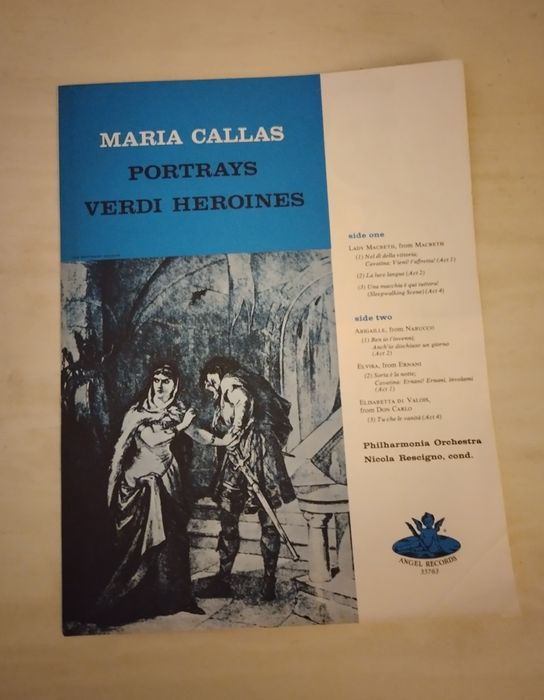 MARIA CALLAS
PORTRAYS
VERDI HEROINES
side one
Lady Macbeth, from Macbeth
(1) Nel dì della vittoria;
Cavatina: Vieni! t'affretta! (Act 1)
(2) La luce langue (Act 2)
(3) Una macchia è qui tuttora!
(Sleepwalking Scene) (Act 4)
side two
Abigaille, from Nabucco
(1) Ben io t'invenni;
Anch'io dischiuso un giorno
(Act 2)
Elvira, from Ernani
(2) Sorta è la notte;
Cavatina: Ernani! Ernani, involami
(Act 1)
Elisabetta di Valois,
from Don Carlo
(3) Tu che le vanità (Act 4)
Philharmonia Orchestra
Nicola Rescigno, cond.
ANGEL RECORDS
35763